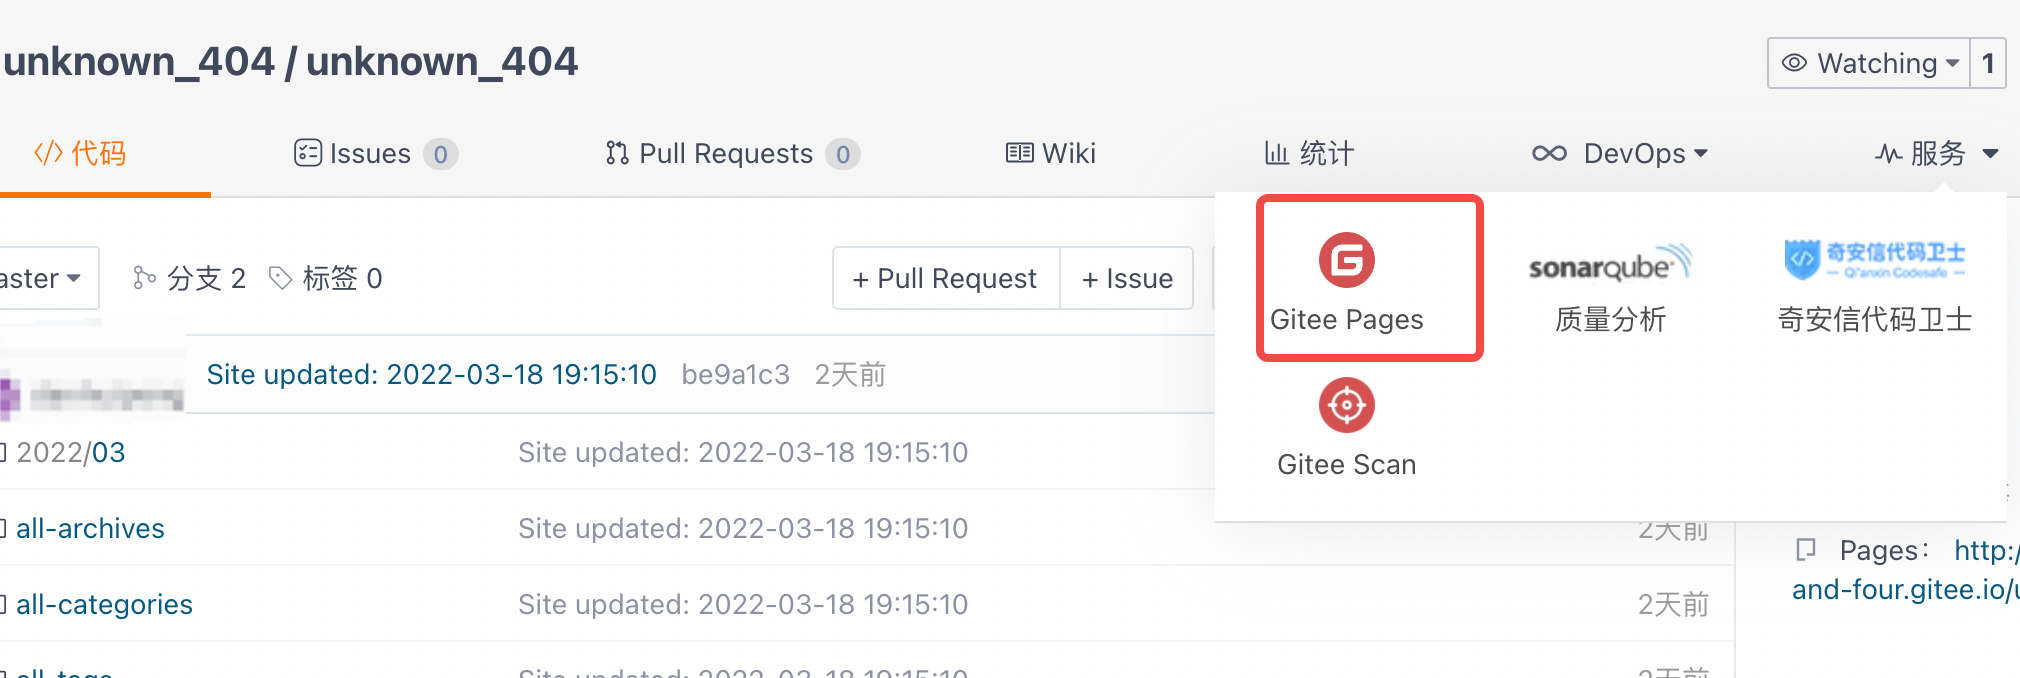 unknown_404 / unknown_404
Watching 1
代码 Issues 0 Pull Requests 0 Wiki 统计 DevOps 服务
aster 分支 2 标签 0 + Pull Request + Issue
Gitee Pages
sonarqube
质量分析
奇安信代码卫士
Qi'anxin Codesafe
奇安信代码卫士
Gitee Scan
Site updated: 2022-03-18 19:15:10 be9a1c3 2天前
2022/03 Site updated: 2022-03-18 19:15:10
all-archives Site updated: 2022-03-18 19:15:10 2天前
all-categories Site updated: 2022-03-18 19:15:10 2天前
all-tags Site updated: 2022-03-18 19:15:10 2天前
Pages: http:/
and-four.gitee.io/u